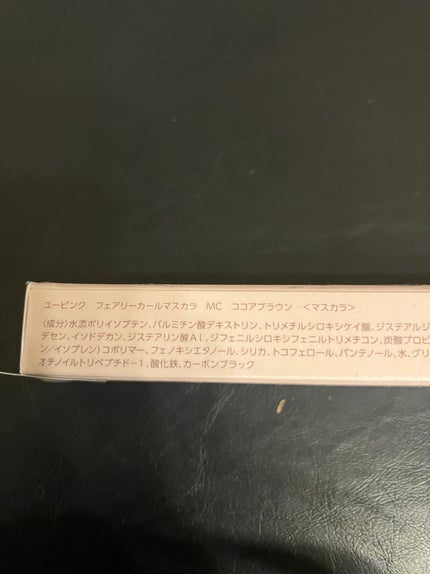 ユーピンク　フェアリーカールマスカラ　MC　ココアブラウン　<マスカラ>
〈成分〉水添ポリイソブテン、パルミチン酸デキストリン、トリメチルシロキシケイ酸、ジステアルジ
デセン、イソドデカン、ジステアリン酸Al、ジフェニルシロキシフェニルトリメチコン、炭酸プロピ
ン/イソプレン)コポリマー、フェノキシエタノール、シリカ、トコフェロール、パンテノール、水、グリ
オチノイルトリペプチド-1、酸化鉄、カーボンブラック